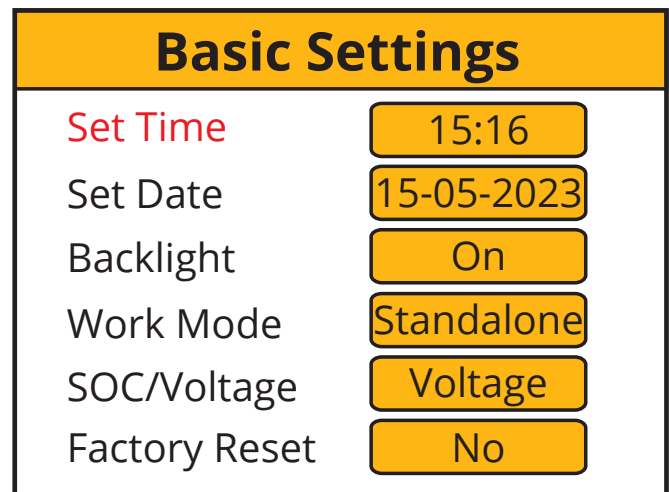 Basic Settings
Set Time 15:16
Set Date 15-05-2023
Backlight On
Work Mode Standalone
SOC/Voltage Voltage
Factory Reset No